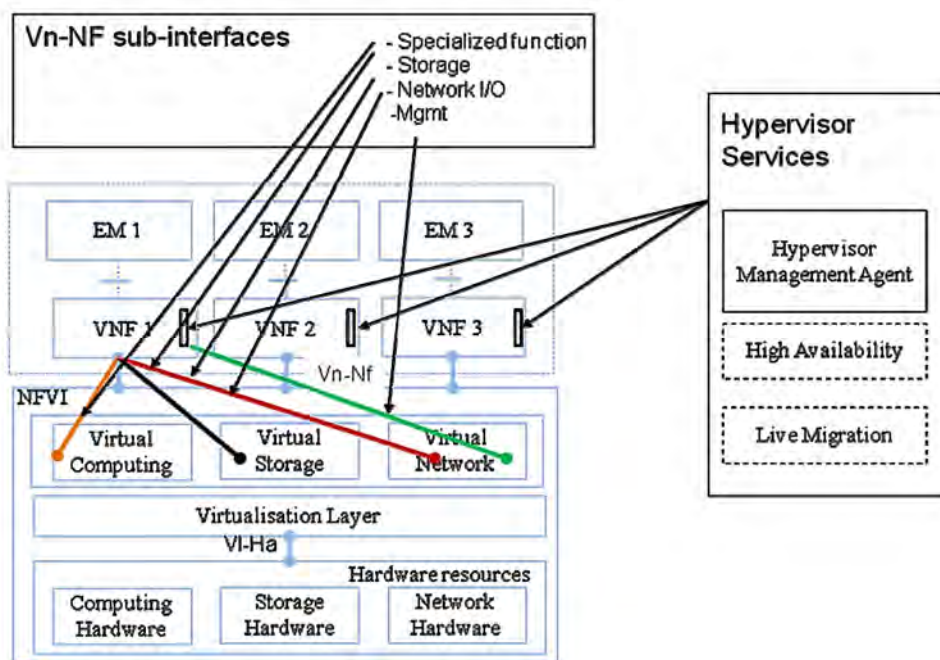 Vn-NF sub-interfaces
- Specialized function
- Storage
- Network I/O
-Mgmt
Hypervisor
Services
Hypervisor
Management Agent
High Availability
Live Migration
EM 1
EM 2
EM 3
VNF 1
VNF 2
VNF 3
Vn-Nf
NFVI
Virtual
Computing
Virtual
Storage
Virtual
Network
Virtualisation Layer
VI-Ha
Hardware resources
Computing
Hardware
Storage
Hardware
Network
Hardware